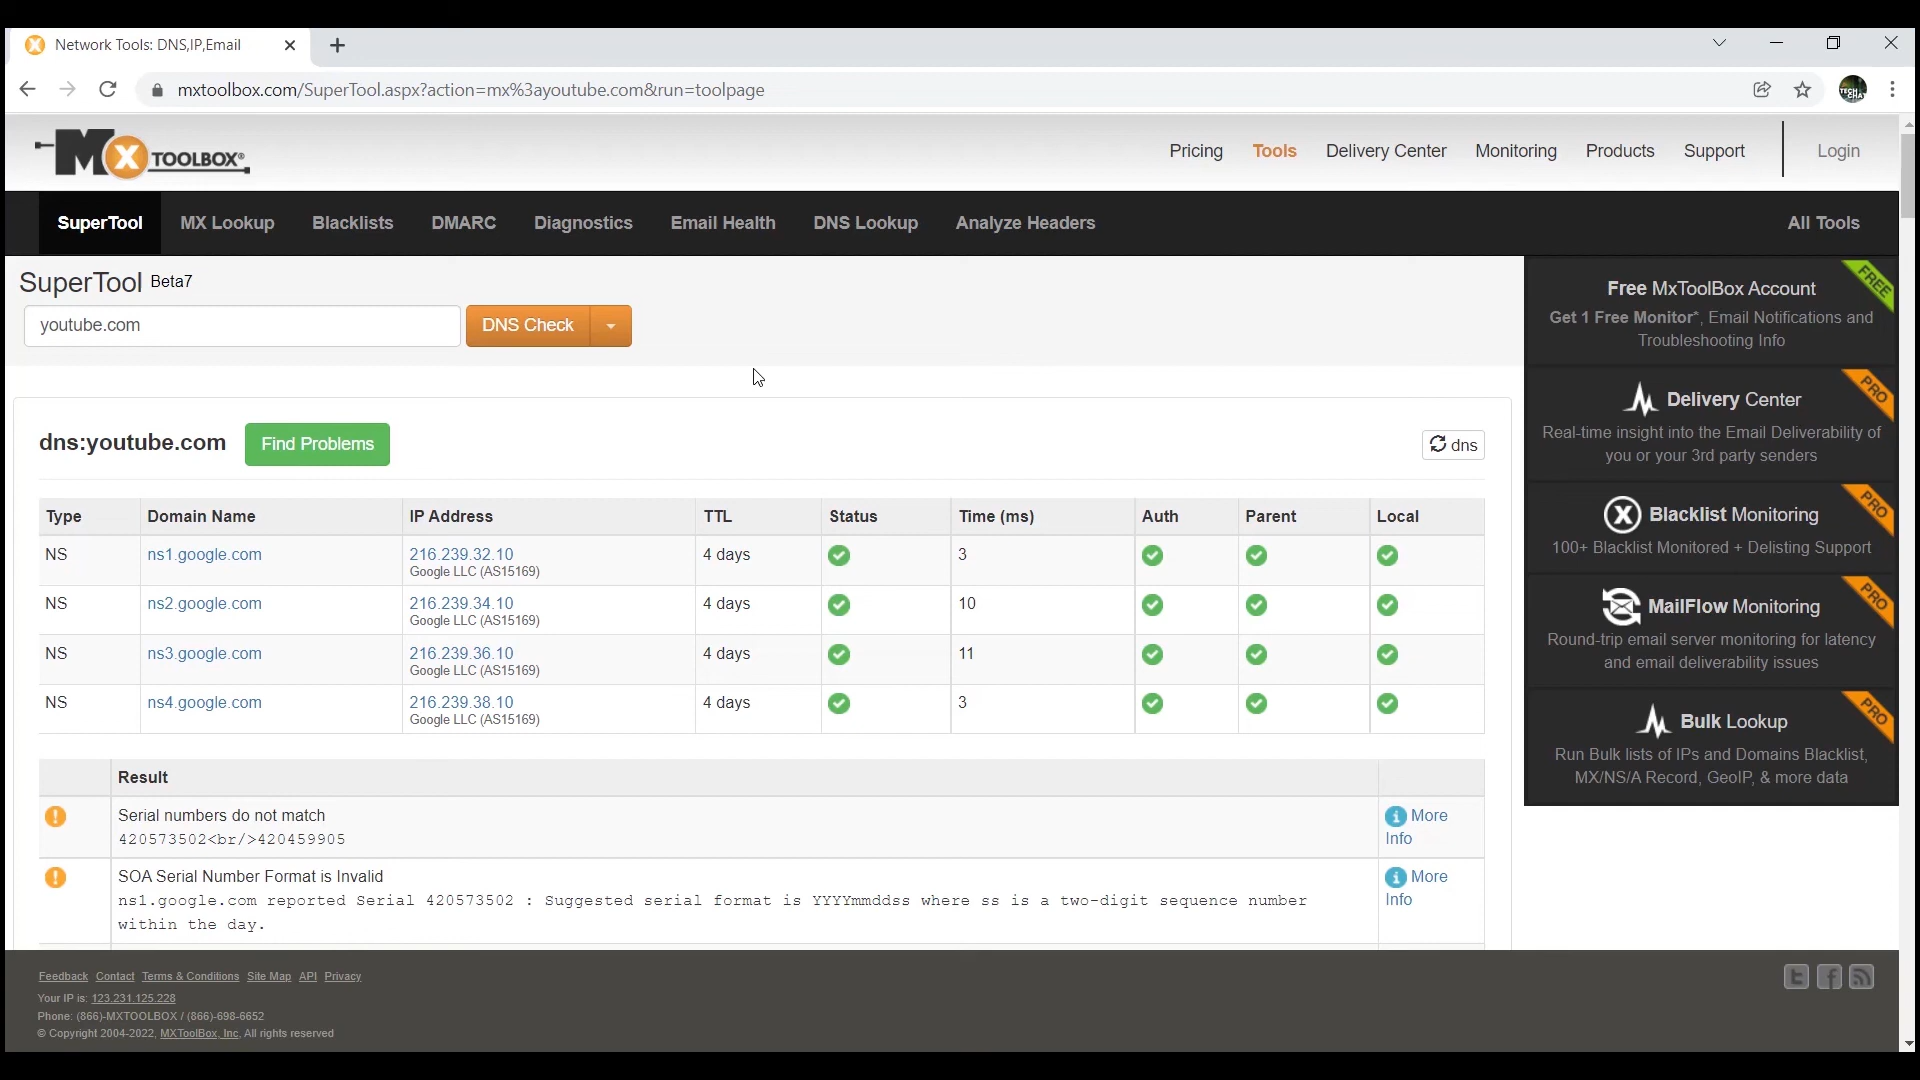 Network Tools: DNS,IP,Email
mxtoolbox.com/SuperTool.aspx?action=mx%3ayoutube.com&run=toolpage
TECH CHA
MX TOOLBOX®
Pricing Tools Delivery Center Monitoring Products Support Login
SuperTool MX Lookup Blacklists DMARC Diagnostics Email Health DNS Lookup Analyze Headers All Tools
SuperTool Beta7
youtube.com DNS Check
dns:youtube.com Find Problems dns
Type Domain Name IP Address TTL Status Time (ms) Auth Parent Local
NS ns1.google.com 216.239.32.10 4 days 3
Google LLC (AS15169)
NS ns2.google.com 216.239.34.10 4 days 10
Google LLC (AS15169)
NS ns3.google.com 216.239.36.10 4 days 11
Google LLC (AS15169)
NS ns4.google.com 216.239.38.10 4 days 3
Google LLC (AS15169)
Result
Serial numbers do not match
420573502<br/>420459905
More
Info
SOA Serial Number Format is Invalid
ns1.google.com reported Serial 420573502 : Suggested serial format is YYYYmmddss where ss is a two-digit sequence number
within the day.
More
Info
FREE
Free MxToolBox Account
Get 1 Free Monitor*, Email Notifications and
Troubleshooting Info
PRO
Delivery Center
Real-time insight into the Email Deliverability of
you or your 3rd party senders
PRO
Blacklist Monitoring
100+ Blacklist Monitored + Delisting Support
PRO
MailFlow Monitoring
Round-trip email server monitoring for latency
and email deliverability issues
PRO
Bulk Lookup
Run Bulk lists of IPs and Domains Blacklist,
MX/NS/A Record, GeoIP, & more data
Feedback Contact Terms & Conditions Site Map API Privacy
Your IP is: 123.231.125.228
Phone: (866)-MXTOOLBOX / (866)-698-6652
© Copyright 2004-2022, MXToolBox, Inc, All rights reserved